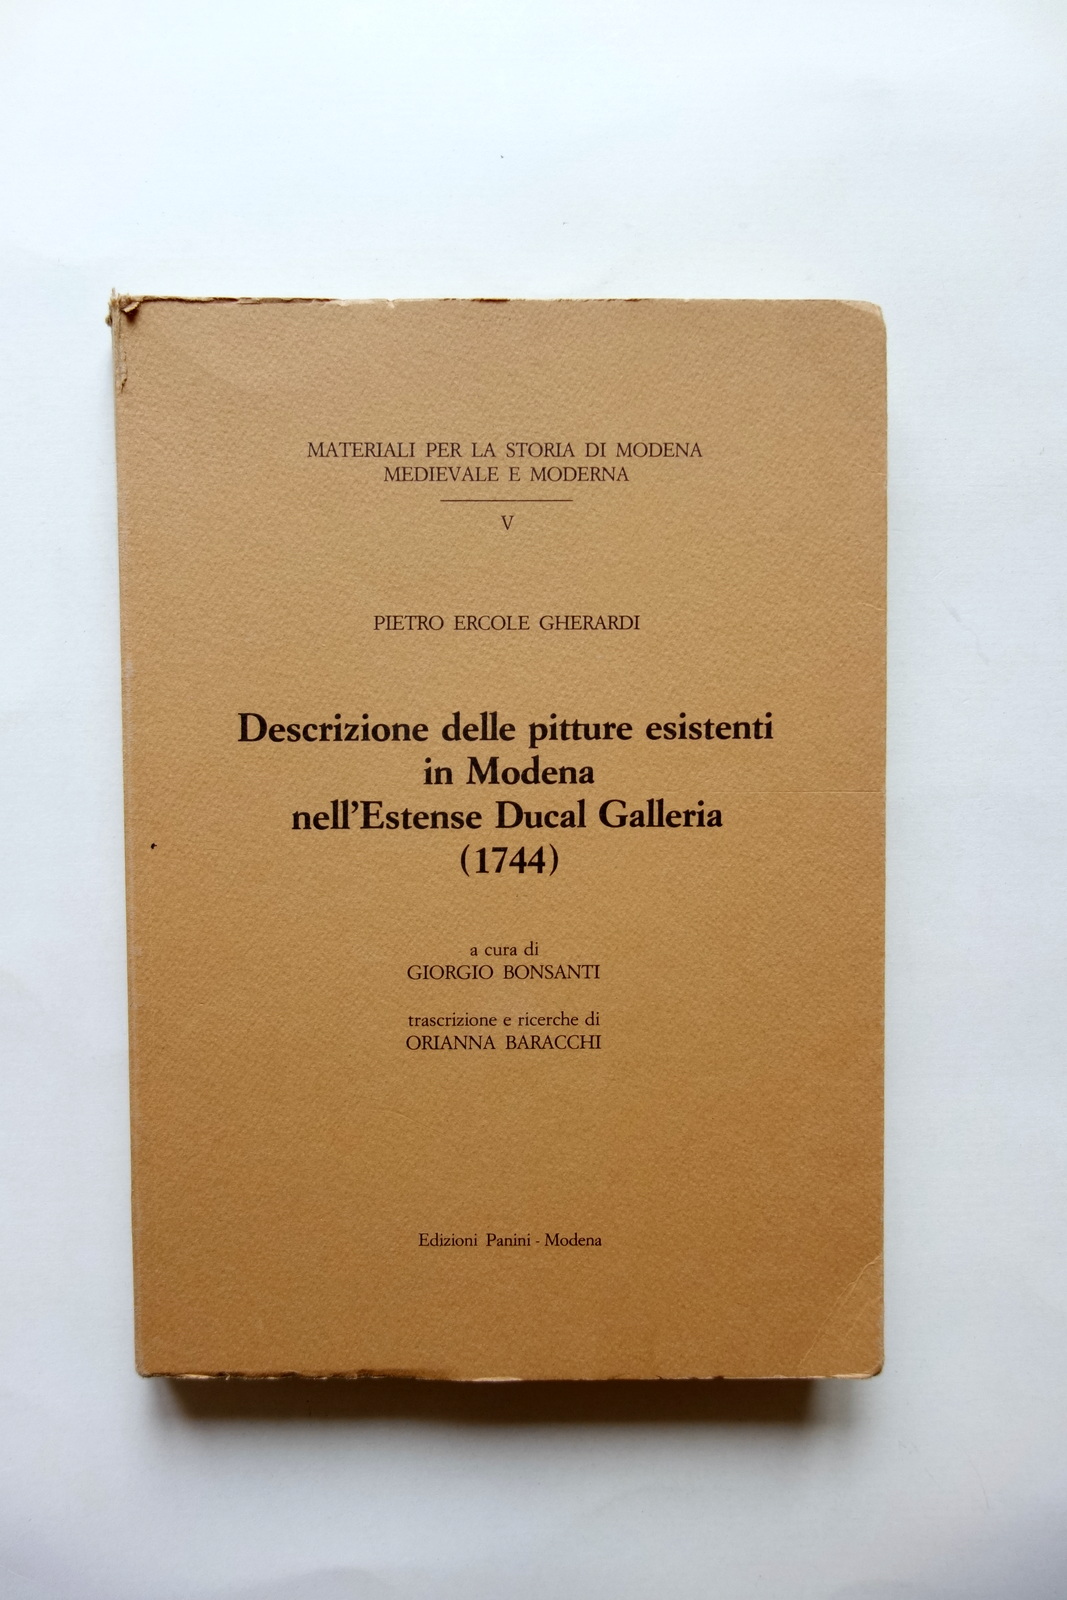 MATERIALI PER LA STORIA DI MODENA
MEDIEVALE E MODERNA
V
PIETRO ERCOLE GHERARDI
Descrizione delle pitture esistenti
in Modena
nell'Estense Ducal Galleria
(1744)
a cura di
GIORGIO BONSANTI
trascrizione e ricerche di
ORIANNA BARACCHI
Edizioni Panini - Modena